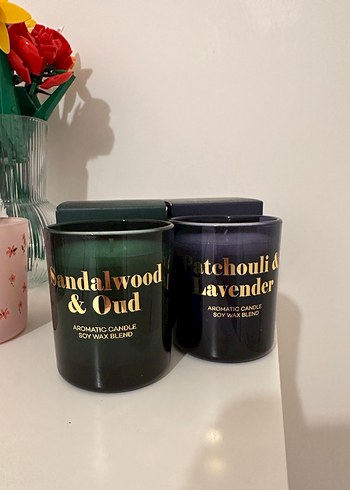 Sandalwood
& Oud
AROMATIC CANDLE
SOY WAX BLEND
Patchouli &
Lavender
AROMATIC CANDLE
SOY WAX BLEND